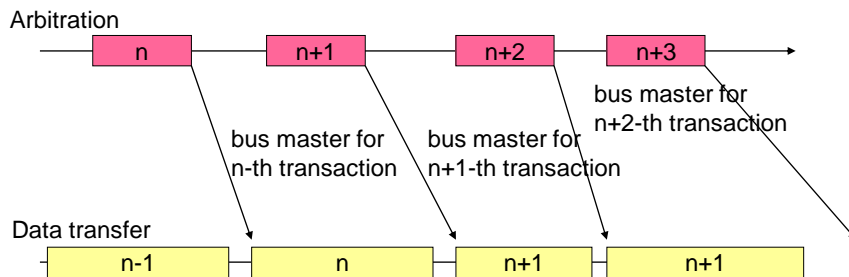 Arbitration
n
n+1
n+2
n+3
bus master for
n-th transaction
bus master for
n+1-th transaction
bus master for
n+2-th transaction
Data transfer
n-1
n
n+1
n+1